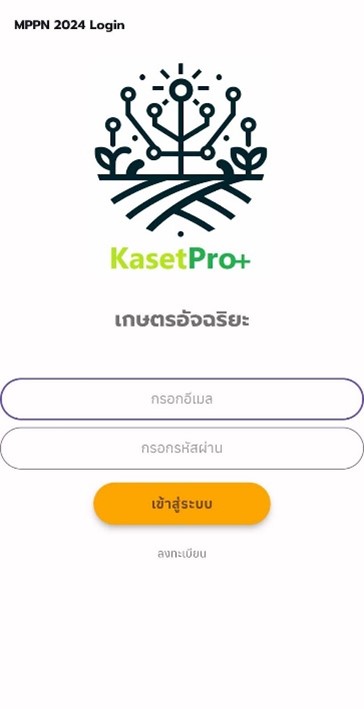 MPPN 2024 Login
KasetPro+
เกษตรอัจฉริยะ
กรอกอีเมล
กรอกรหัสผ่าน
เข้าสู่ระบบ
ลงทะเบียน